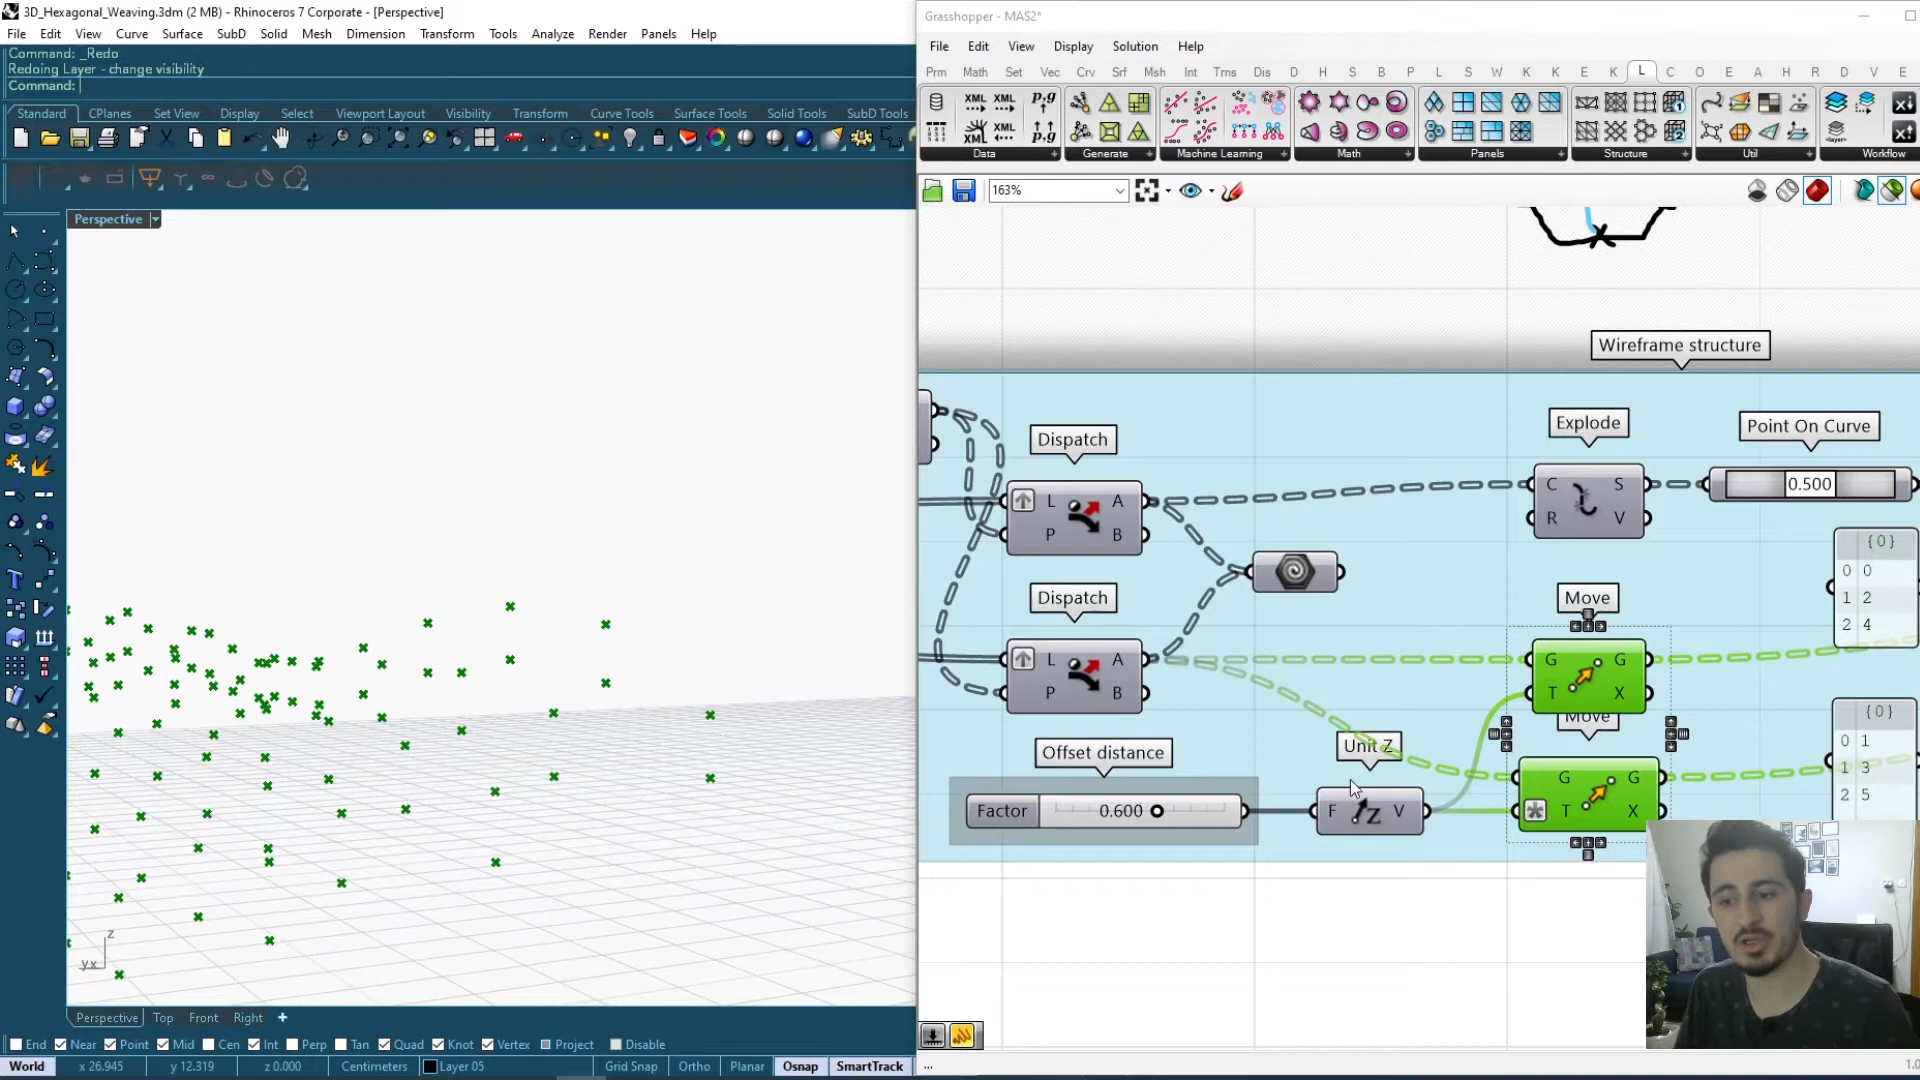 3D_Hexagonal_Weaving.3dm (2 MB) - Rhinoceros 7 Corporate - [Perspective]
File Edit View Curve Surface SubD Solid Mesh Dimension Transform Tools Analyze Render Panels Help
Command: _Redo
Redoing Layer - change visibility
Command:
Standard CPlanes Set View Display Select Viewport Layout Visibility Transform Curve Tools Surface Tools Solid Tools SubD Tools
Perspective
z
yx
Perspective Top Front Right
End Near Point Mid Cen Int Perp Tan Quad Knot Vertex Project Disable
World x 26.945 y 12.319 z 0.000 Centimeters Layer 05 Grid Snap Ortho Planar Osnap SmartTrack
Grasshopper - MAS2*
File Edit View Display Solution Help
Prm Math Set Vec Crv Srf Msh Int Trns Dis D H S B P L S W K K E K L C O E A H R D V E
XML XML p,g
XML p,g
Data Generate Machine Learning Math Panels Structure Util Workflow
163%
Wireframe structure
Dispatch
L A
P B
Explode
C S
R V
Point On Curve
0.500
{0}
0 0
1 2
2 4
Dispatch
L A
P B
Move
G G
T X
Move
G G
T X
{0}
0 1
1 3
2 5
Offset distance
Factor 0.600
Unit Z
F Z V
...
1.0